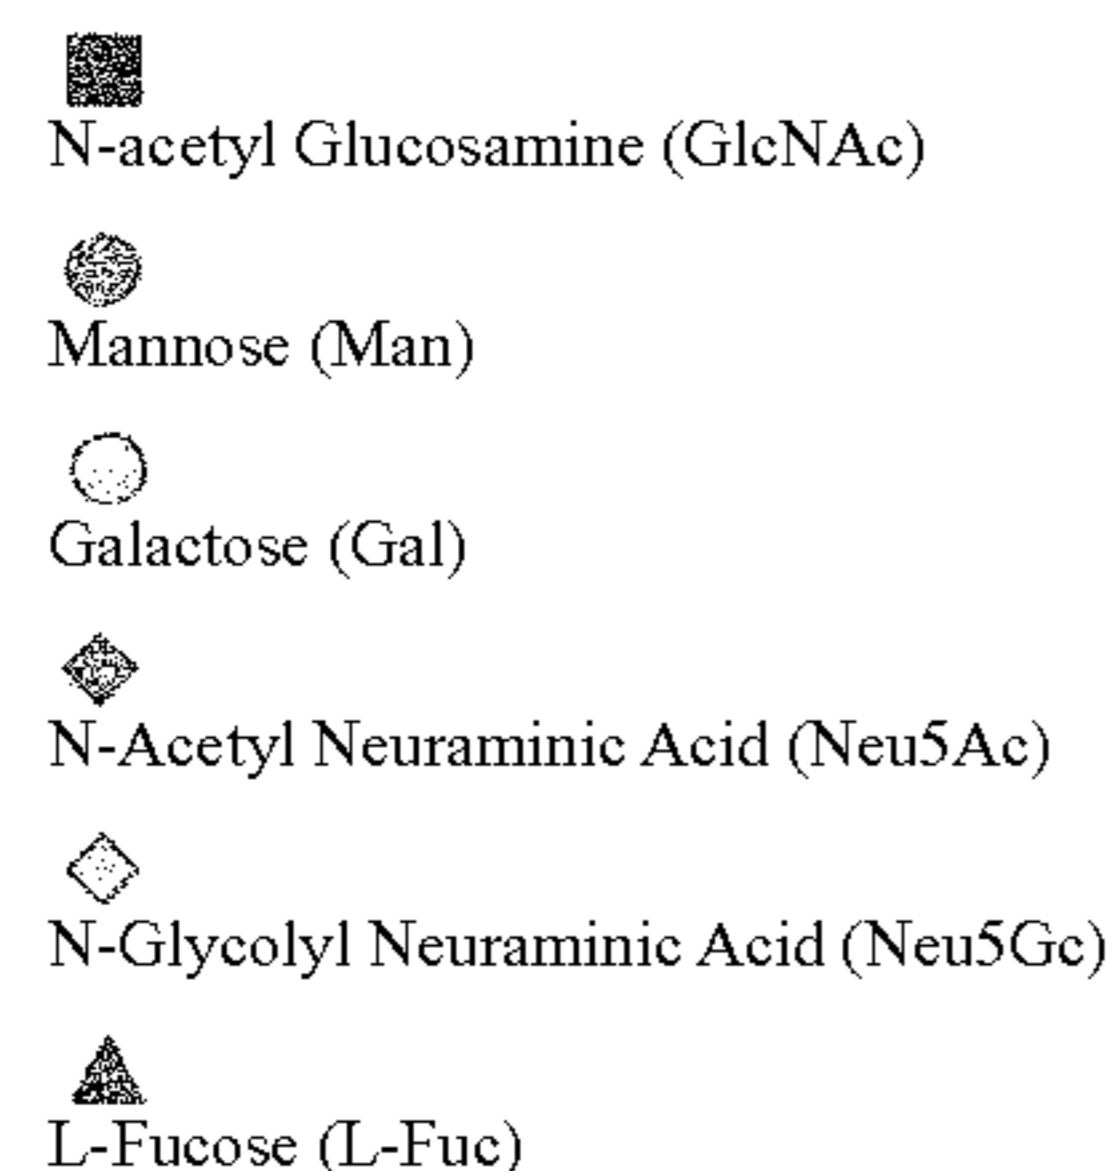 N-acetyl Glucosamine (GlcNAc)
Mannose (Man)
Galactose (Gal)
N-Acetyl Neuraminic Acid (Neu5Ac)
N-Glycolyl Neuraminic Acid (Neu5Gc)
L-Fucose (L-Fuc)